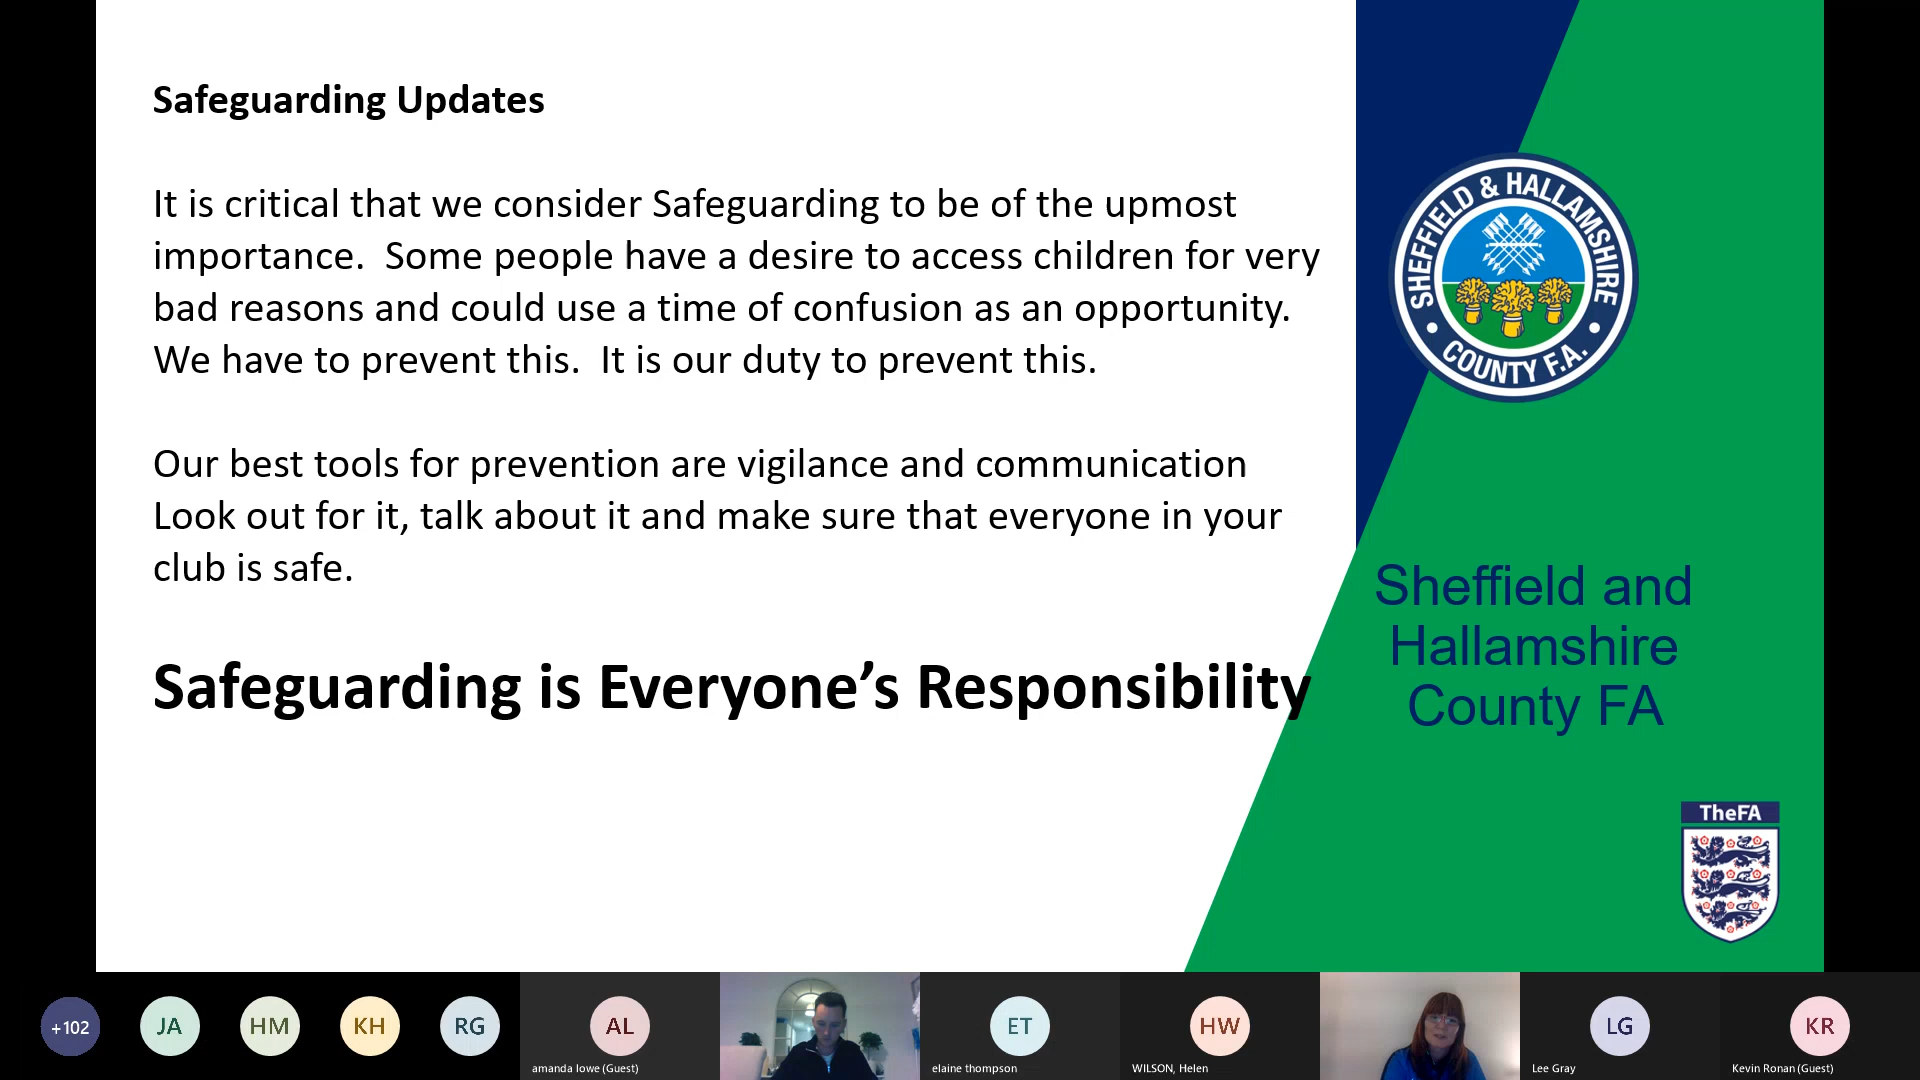 Safeguarding Updates
It is critical that we consider Safeguarding to be of the upmost
importance.  Some people have a desire to access children for very
bad reasons and could use a time of confusion as an opportunity.
We have to prevent this.  It is our duty to prevent this.
Our best tools for prevention are vigilance and communication
Look out for it, talk about it and make sure that everyone in your
club is safe.
Safeguarding is Everyone’s Responsibility
SHEFFIELD & HALLAMSHIRE
• COUNTY F.A. •
Sheffield and
Hallamshire
County FA
TheFA
+102
JA
HM
KH
RG
AL
amanda lowe (Guest)
ET
elaine thompson
HW
WILSON, Helen
LG
Lee Gray
KR
Kevin Ronan (Guest)